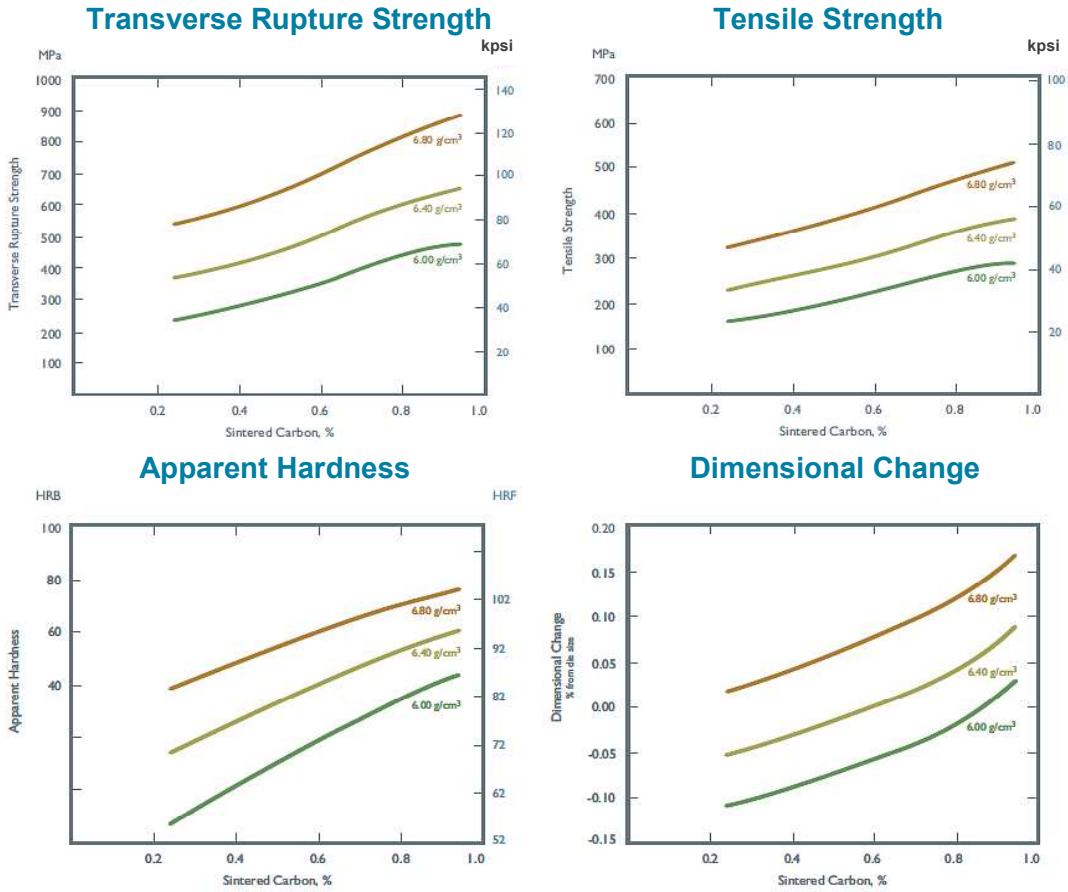 Transverse Rupture Strength
MPa
kpsi
1000
900
800
700
600
500
400
300
200
100
140
120
100
80
60
40
20
Transverse Rupture Strength
6.80 g/cm³
6.40 g/cm³
6.00 g/cm³
0.2 0.4 0.6 0.8 1.0
Sintered Carbon, %
Tensile Strength
kpsi
MPa
700
600
500
400
300
200
100
100
80
60
40
20
Tensile Strength
6.80 g/cm³
6.40 g/cm³
6.00 g/cm³
0.2 0.4 0.6 0.8 1.0
Sintered Carbon, %
Apparent Hardness
HRB
HRF
100
80
60
40
102
92
82
72
62
52
Apparent Hardness
6.80 g/cm³
6.40 g/cm³
6.00 g/cm³
0.2 0.4 0.6 0.8 1.0
Sintered Carbon, %
Dimensional Change
0.20
0.15
0.10
0.05
0.00
-0.05
-0.10
-0.15
Dimensional Change
% from die size
6.80 g/cm³
6.40 g/cm³
6.00 g/cm³
0.2 0.4 0.6 0.8 1.0
Sintered Carbon, %